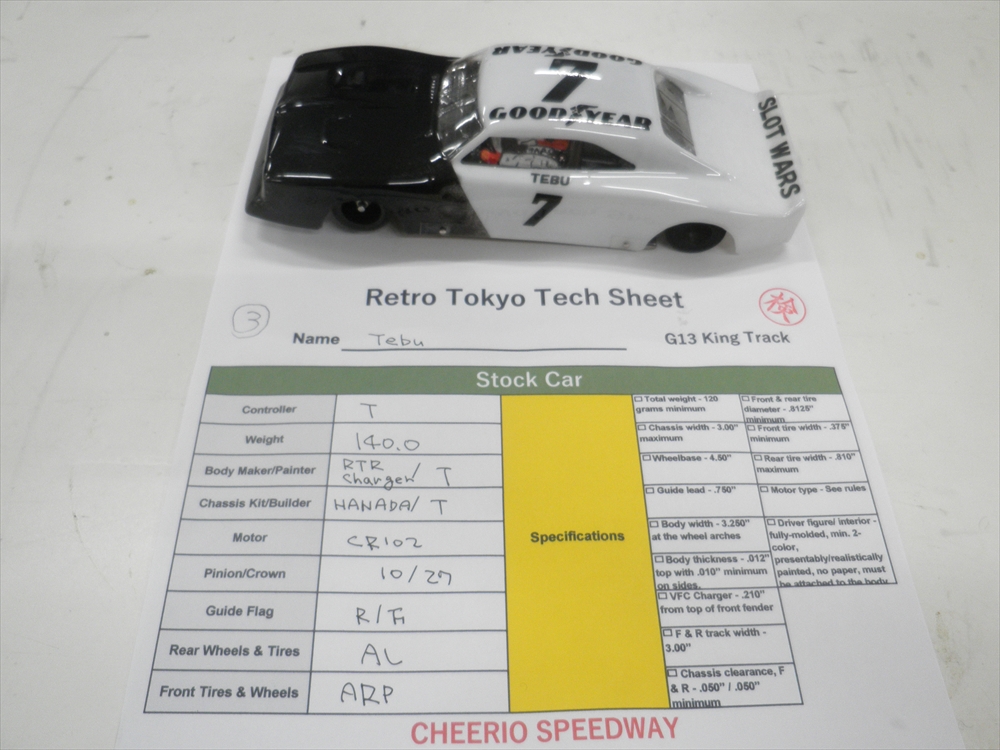 GOODYEAR
7
GOODYEAR
SLOT WARS
TEBU
7
Retro Tokyo Tech Sheet
3
Name Tebu
G13 King Track
Stock Car
Controller T
Weight 140.0
Body Maker/Painter RTR Charger/ T
Chassis Kit/Builder HANADA/ T
Motor CR102
Pinion/Crown 10/27
Guide Flag
Rear Wheels & Tires AL
Front Tires & Wheels ARP
Specifications
Total weight - 120
grams minimum
Chassis width - 3.00"
maximum
Wheelbase - 4.50"
Guide lead - .750"
Body width - 3.250"
at the wheel arches
Body thickness - .012"
top with .010" minimum
on sides.
VFC Charger - .210"
from top of front fender
F & R track width -
3.00"
Chassis clearance, F
& R - .050" / .050"
minimum
Front & rear tire
diameter - .8125"
minimum
Front tire width - .375"
minimum
Rear tire width - .810"
maximum
Motor type - See rules
Driver figure/ interior -
fully-molded, min. 2-
color,
presentably/realistically
painted, no paper, must
be attached to the body
CHEERIO SPEEDWAY